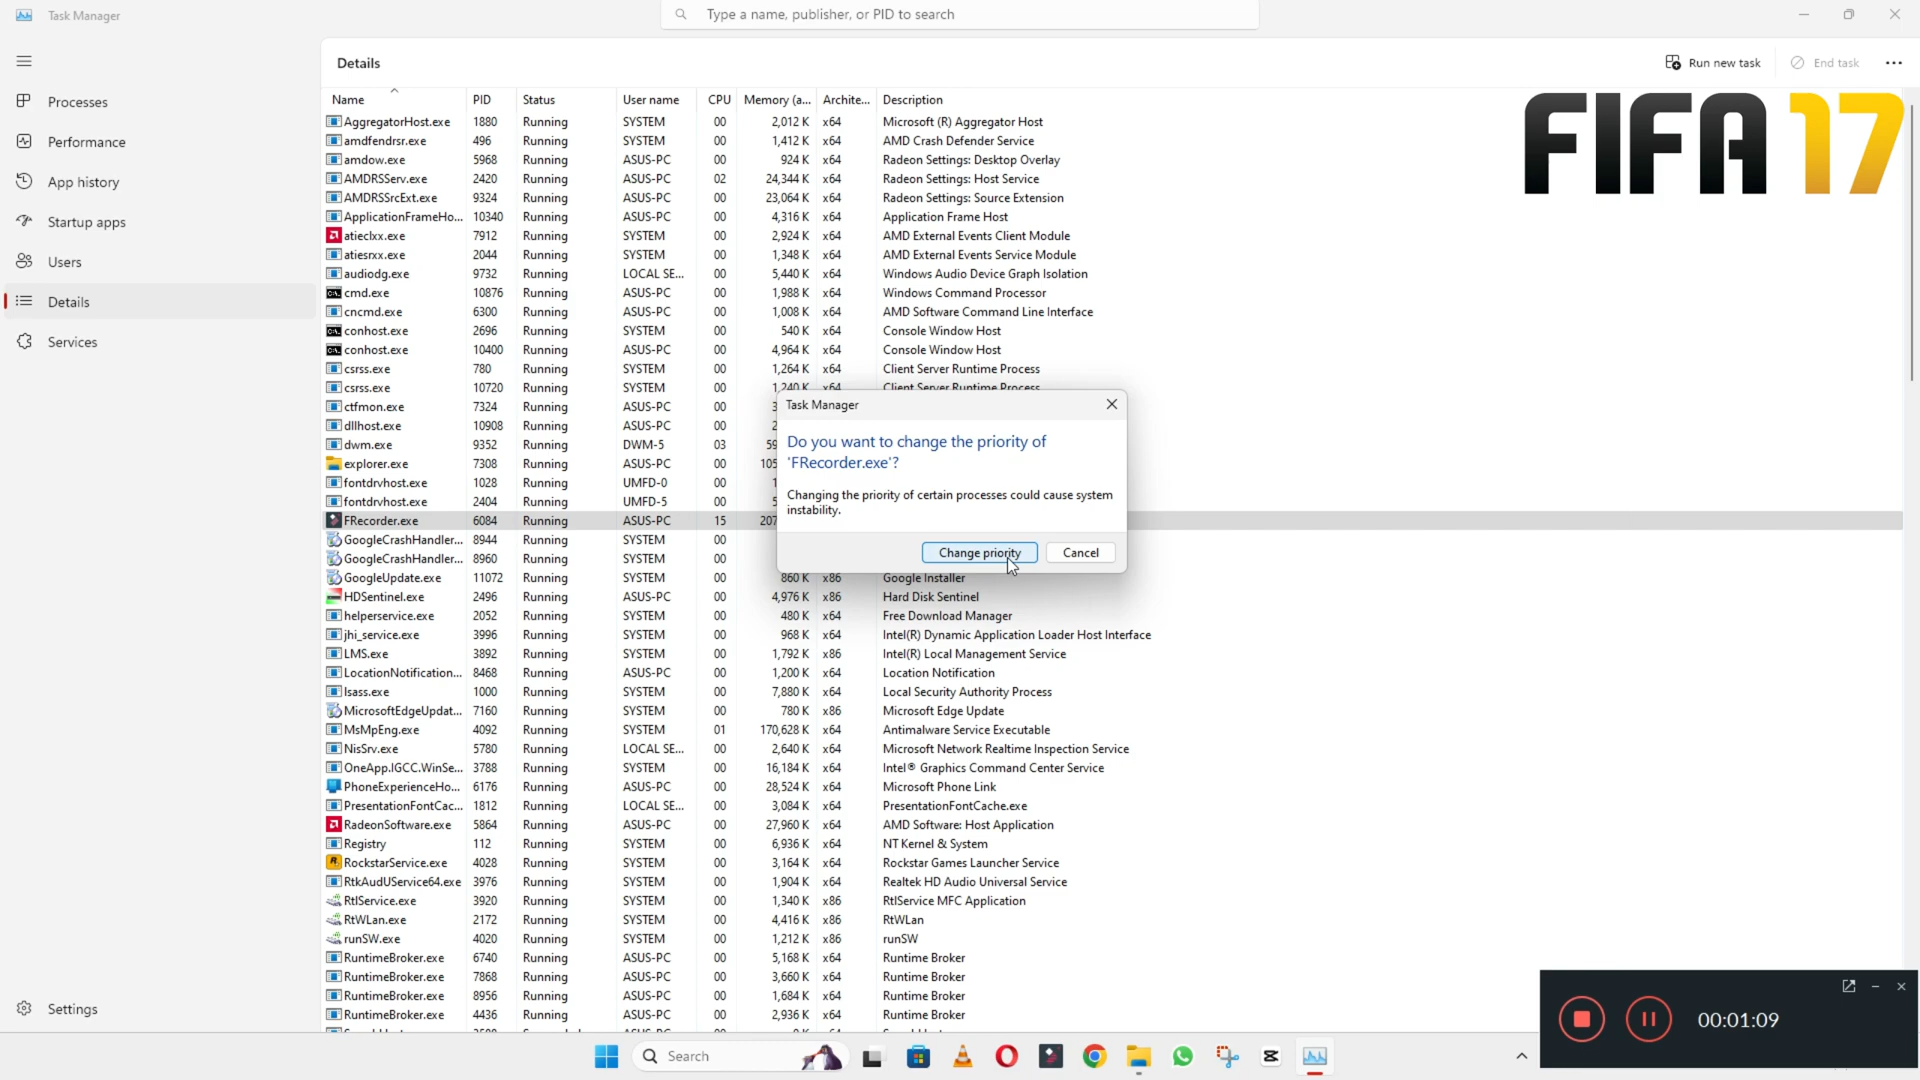 Task Manager
Type a name, publisher, or PID to search
Details
Run new task
End task
Processes
Performance
App history
Startup apps
Users
Details
Services
Settings
FIFA 17
Name PID Status User name CPU Memory (a... Archite... Description
AggregatorHost.exe 1880 Running SYSTEM 00 2,012 K x64 Microsoft (R) Aggregator Host
amdfendrsr.exe 496 Running SYSTEM 00 1,412 K x64 AMD Crash Defender Service
amdow.exe 5968 Running ASUS-PC 00 924 K x64 Radeon Settings: Desktop Overlay
AMDRSServ.exe 2420 Running ASUS-PC 02 24,344 K x64 Radeon Settings: Host Service
AMDRSSrcExt.exe 9324 Running ASUS-PC 00 23,064 K x64 Radeon Settings: Source Extension
ApplicationFrameHo... 10340 Running ASUS-PC 00 4,316 K x64 Application Frame Host
atieclxx.exe 7912 Running SYSTEM 00 2,924 K x64 AMD External Events Client Module
atiesrxx.exe 2044 Running SYSTEM 00 1,348 K x64 AMD External Events Service Module
audiodg.exe 9732 Running LOCAL SE... 00 5,440 K x64 Windows Audio Device Graph Isolation
cmd.exe 10876 Running ASUS-PC 00 1,988 K x64 Windows Command Processor
cncmd.exe 6300 Running ASUS-PC 00 1,008 K x64 AMD Software Command Line Interface
conhost.exe 2696 Running SYSTEM 00 540 K x64 Console Window Host
conhost.exe 10400 Running ASUS-PC 00 4,964 K x64 Console Window Host
csrss.exe 780 Running SYSTEM 00 1,264 K x64 Client Server Runtime Process
csrss.exe 10720 Running SYSTEM 00 1,240 K x64 Client Server Runtime Process
ctfmon.exe 7324 Running ASUS-PC 00 3
dllhost.exe 10908 Running ASUS-PC 00 2
dwm.exe 9352 Running DWM-5 03 59
explorer.exe 7308 Running ASUS-PC 00 105
fontdrvhost.exe 1028 Running UMFD-0 00 1
fontdrvhost.exe 2404 Running UMFD-5 00 5
FRecorder.exe 6084 Running ASUS-PC 15 207
GoogleCrashHandler... 8944 Running SYSTEM 00
GoogleCrashHandler... 8960 Running SYSTEM 00
GoogleUpdate.exe 11072 Running SYSTEM 00 860 K x86 Google Installer
HDSentinel.exe 2496 Running ASUS-PC 00 4,976 K x86 Hard Disk Sentinel
helperservice.exe 2052 Running SYSTEM 00 480 K x64 Free Download Manager
jhi_service.exe 3996 Running SYSTEM 00 968 K x64 Intel(R) Dynamic Application Loader Host Interface
LMS.exe 3892 Running SYSTEM 00 1,792 K x86 Intel(R) Local Management Service
LocationNotification... 8468 Running ASUS-PC 00 1,200 K x64 Location Notification
lsass.exe 1000 Running SYSTEM 00 7,880 K x64 Local Security Authority Process
MicrosoftEdgeUpdat... 7160 Running SYSTEM 00 780 K x86 Microsoft Edge Update
MsMpEng.exe 4092 Running SYSTEM 01 170,628 K x64 Antimalware Service Executable
NisSrv.exe 5780 Running LOCAL SE... 00 2,640 K x64 Microsoft Network Realtime Inspection Service
OneApp.IGCC.WinSe... 3788 Running SYSTEM 00 16,184 K x64 Intel® Graphics Command Center Service
PhoneExperienceHo... 6176 Running ASUS-PC 00 28,524 K x64 Microsoft Phone Link
PresentationFontCac... 1812 Running LOCAL SE... 00 3,084 K x64 PresentationFontCache.exe
RadeonSoftware.exe 5864 Running ASUS-PC 00 27,960 K x64 AMD Software: Host Application
Registry 112 Running SYSTEM 00 6,936 K x64 NT Kernel & System
RockstarService.exe 4028 Running SYSTEM 00 3,164 K x64 Rockstar Games Launcher Service
RtkAudUService64.exe 3976 Running SYSTEM 00 1,904 K x64 Realtek HD Audio Universal Service
RtlService.exe 3920 Running SYSTEM 00 1,340 K x86 RtlService MFC Application
RtWLan.exe 2172 Running SYSTEM 00 4,416 K x86 RtWLan
runSW.exe 4020 Running SYSTEM 00 1,212 K x86 runSW
RuntimeBroker.exe 6740 Running ASUS-PC 00 5,168 K x64 Runtime Broker
RuntimeBroker.exe 7868 Running ASUS-PC 00 3,660 K x64 Runtime Broker
RuntimeBroker.exe 8956 Running ASUS-PC 00 1,684 K x64 Runtime Broker
RuntimeBroker.exe 4436 Running ASUS-PC 00 2,936 K x64 Runtime Broker
Task Manager
Do you want to change the priority of
'FRecorder.exe'?
Changing the priority of certain processes could cause system
instability.
Change priority
Cancel
00:01:09
Search